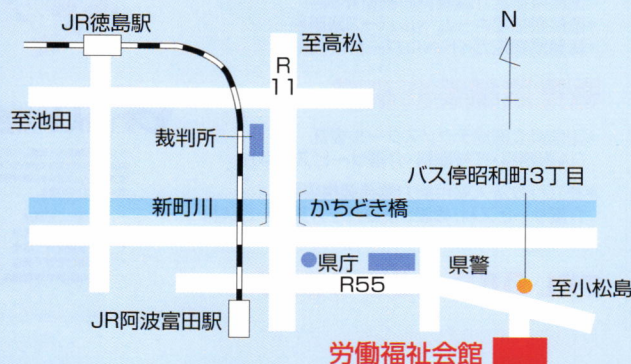 JR徳島駅
至高松
N
R
11
至池田
裁判所
バス停昭和町3丁目
新町川
かちどき橋
県庁
県警
R55
至小松島
JR阿波富田駅
労働福祉会館